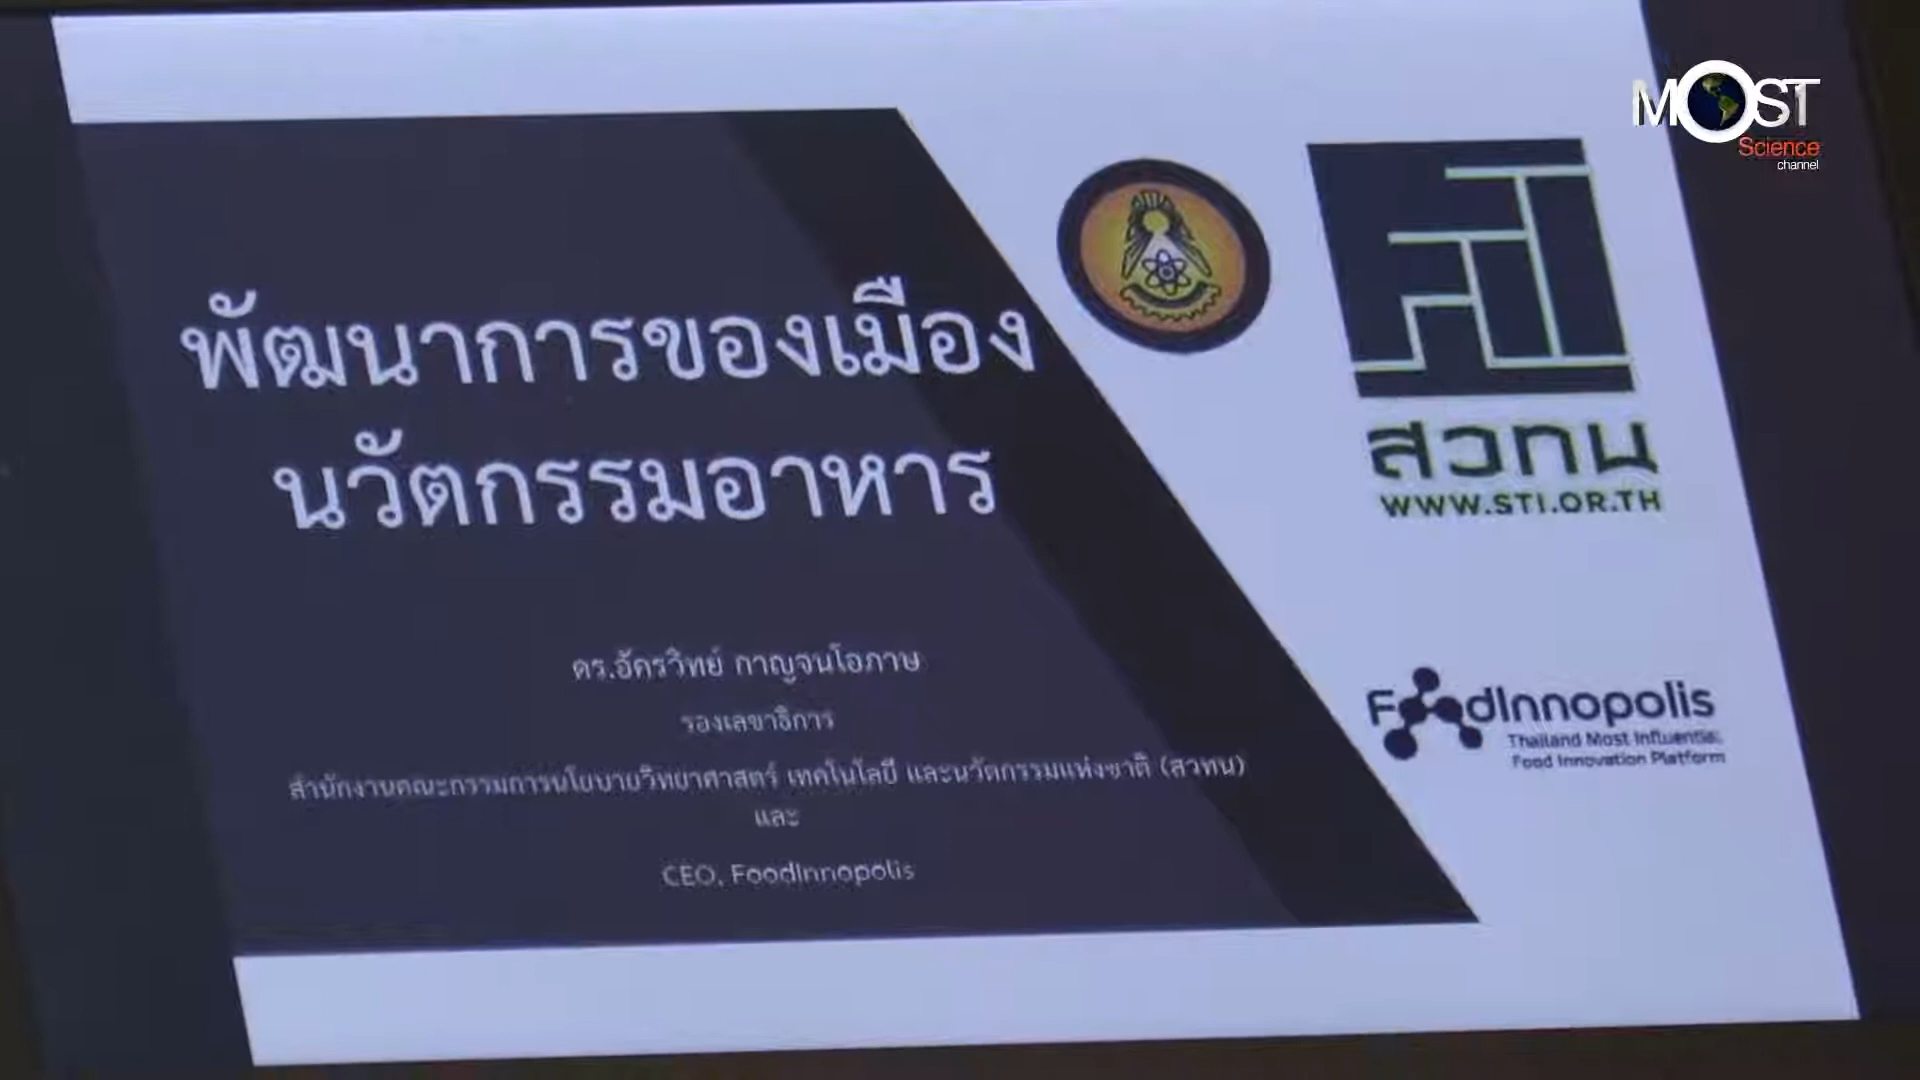 MOST
Science
channel
พัฒนาการของเมือง
นวัตกรรมอาหาร
สวทน
WWW.STI.OR.TH
ดร.อัครวิทย์ กาญจนโอภาษ
รองเลขาธิการ
สำนักงานคณะกรรมการนโยบายวิทยาศาสตร์ เทคโนโลยี และนวัตกรรมแห่งชาติ (สวทน)
และ
CEO, FoodInnopolis
FoodInnopolis
Thailand Most Influential
Food Innovation Platform